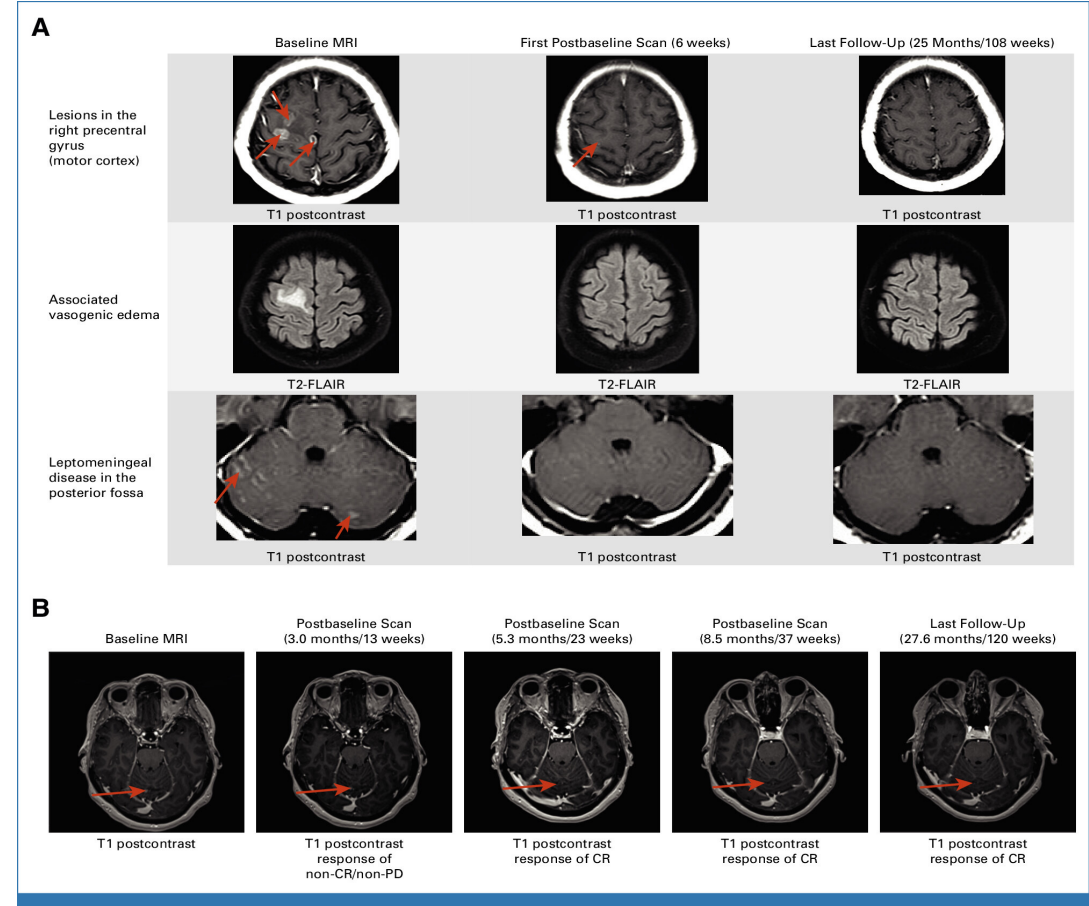 A
Baseline MRI
First Postbaseline Scan (6 weeks)
Last Follow-Up (25 Months/108 weeks)
Lesions in the
right precentral
gyrus
(motor cortex)
T1 postcontrast
T1 postcontrast
T1 postcontrast
Associated
vasogenic edema
T2-FLAIR
T2-FLAIR
T2-FLAIR
Leptomeningeal
disease in the
posterior fossa
T1 postcontrast
T1 postcontrast
T1 postcontrast
B
Baseline MRI
Postbaseline Scan
(3.0 months/13 weeks)
Postbaseline Scan
(5.3 months/23 weeks)
Postbaseline Scan
(8.5 months/37 weeks)
Last Follow-Up
(27.6 months/120 weeks)
T1 postcontrast
T1 postcontrast
response of
non-CR/non-PD
T1 postcontrast
response of CR
T1 postcontrast
response of CR
T1 postcontrast
response of CR